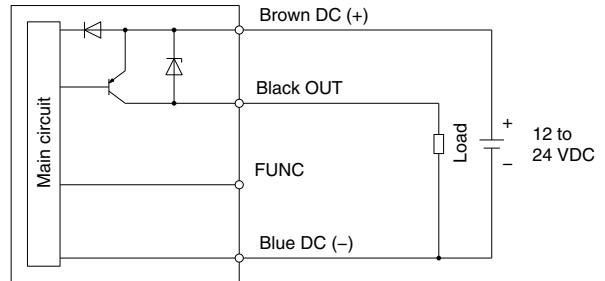 Brown DC (+)
Main circuit
Black OUT
FUNC
Blue DC (−)
Load
+
−
12 to
24 VDC